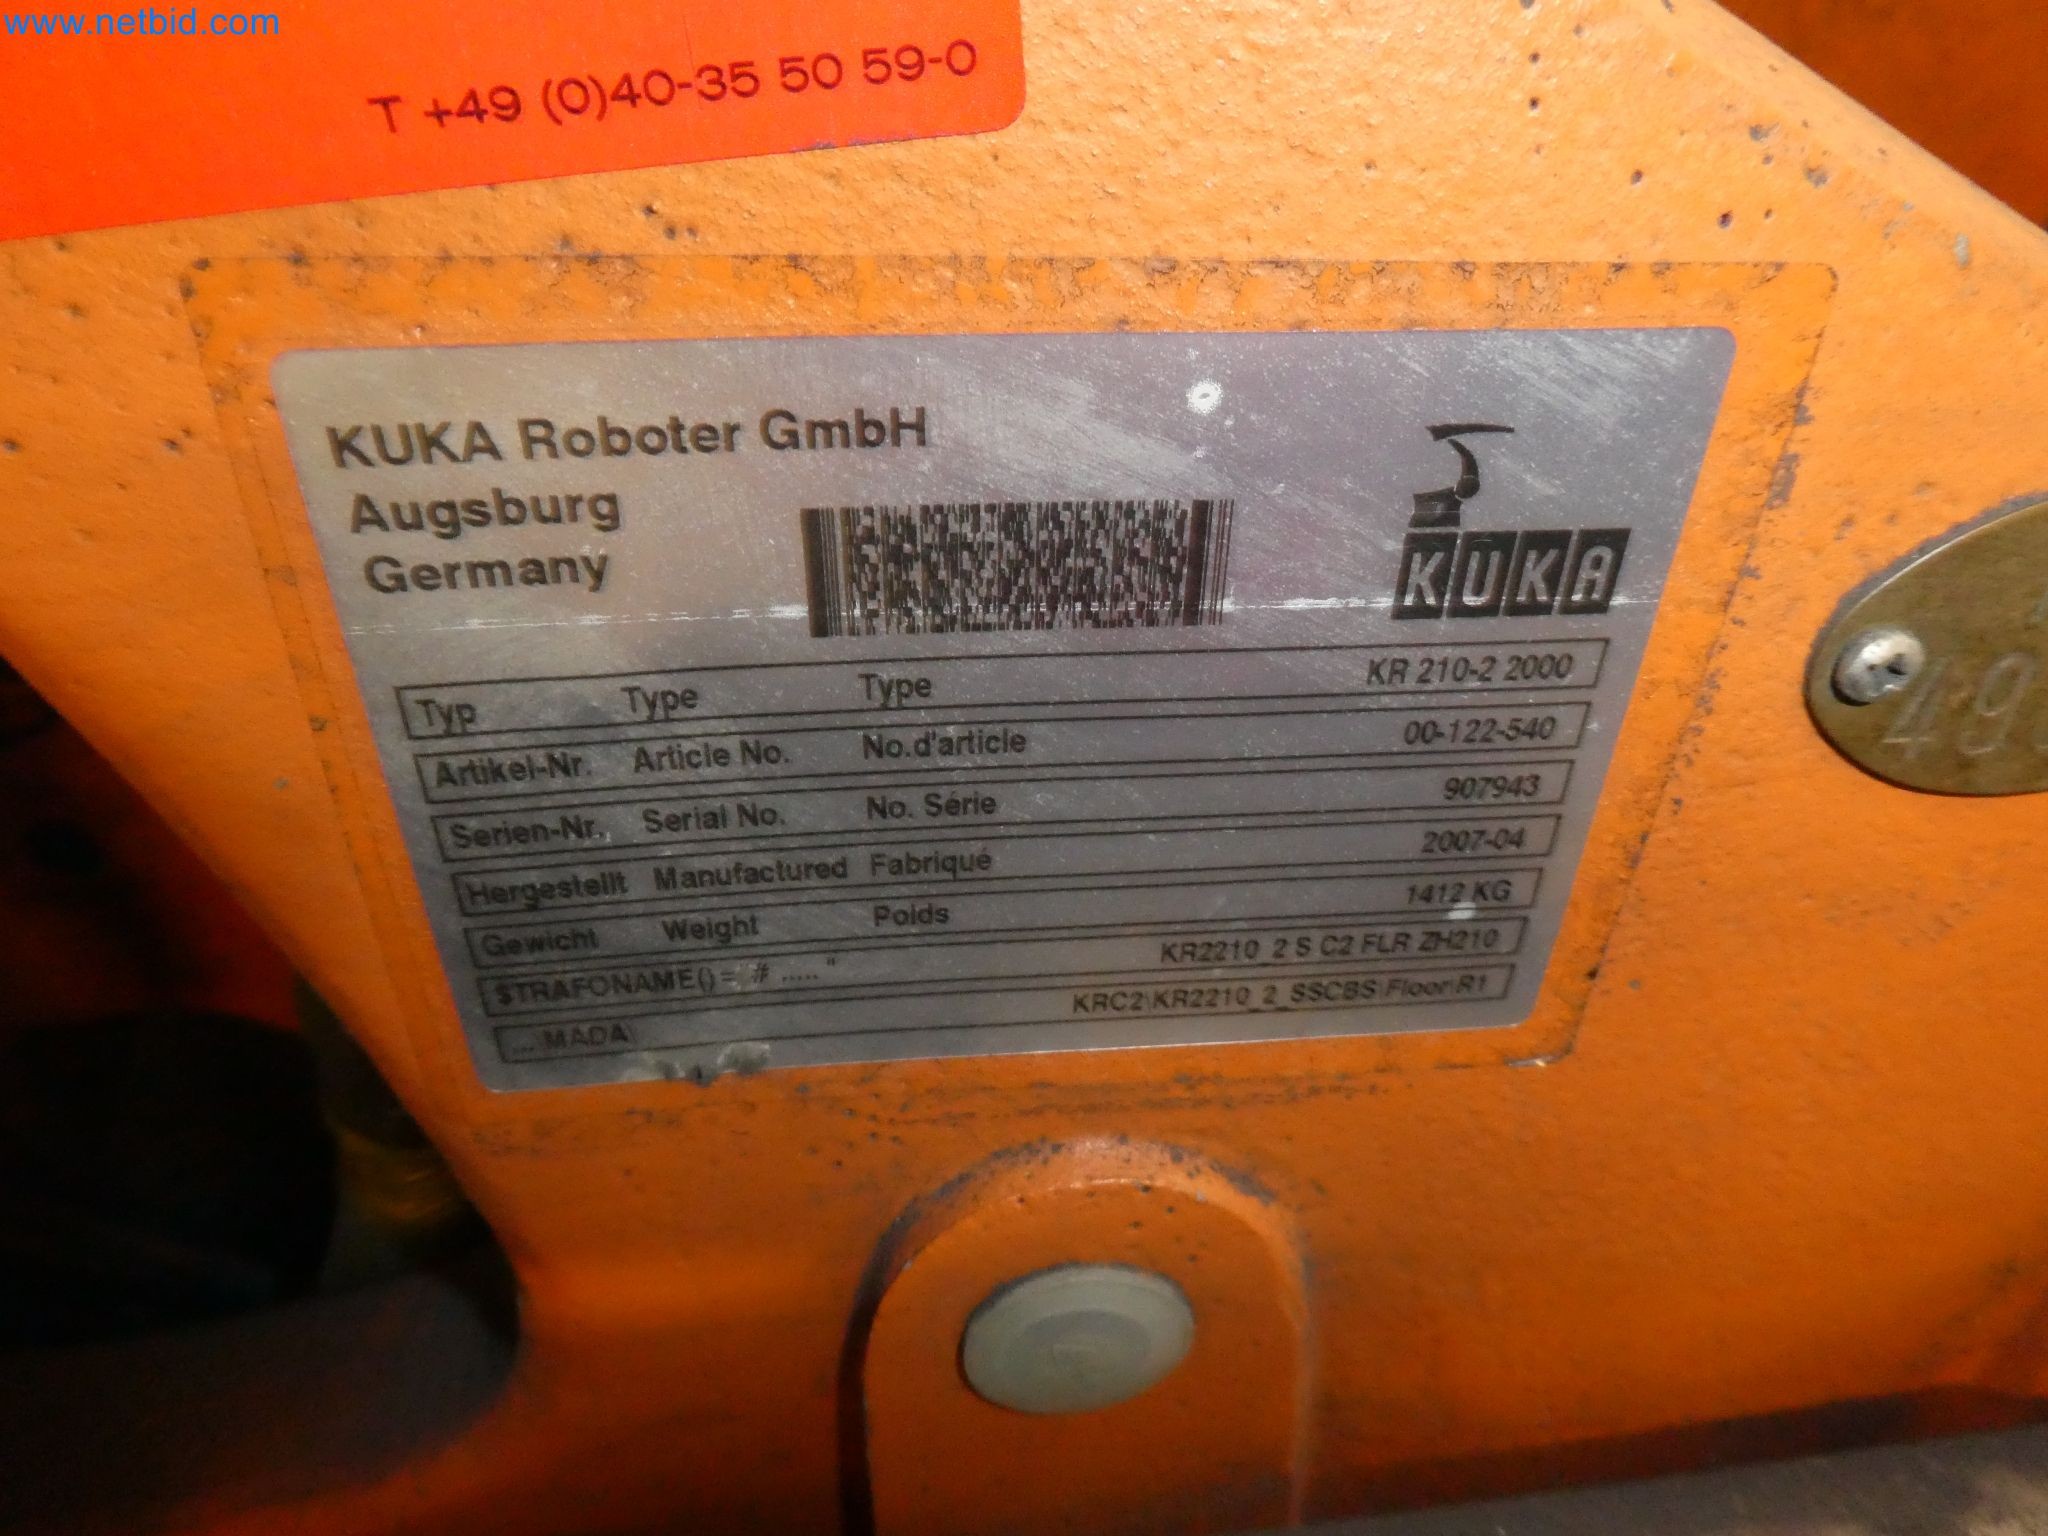 www.netbid.com
T +49 (0)40-35 50 59-0
KUKA Roboter GmbH
Augsburg
Germany
KUKA
Typ Type Type KR 210-2 2000
Artikel-Nr. Article No. No.d'article 00-122-540
Serien-Nr. Serial No. No. Série 907943
Hergestellt Manufactured Fabriqué 2007-04
Gewicht Weight Poids 1412 KG
$TRAFONAME()= "# ..... " KR2210_2 S C2 FLR ZH210
...\MADA\ KRC2\KR2210_2_SSCBS\Floor\R1